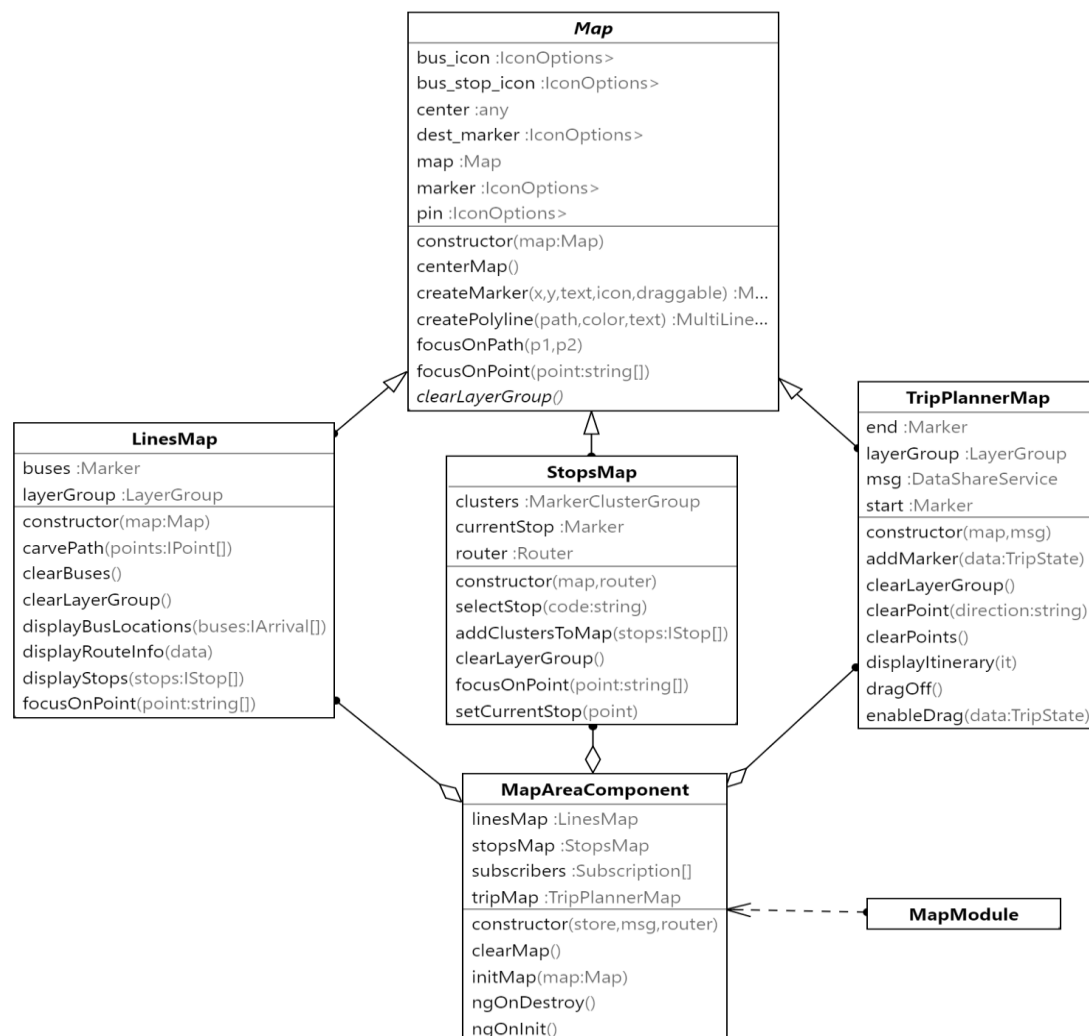 Map
bus_icon :IconOptions>
bus_stop_icon :IconOptions>
center :any
dest_marker :IconOptions>
map :Map
marker :IconOptions>
pin :IconOptions>
constructor(map:Map)
centerMap()
createMarker(x,y,text,icon,draggable) :M...
createPolyline(path,color,text) :MultiLine...
focusOnPath(p1,p2)
focusOnPoint(point:string[])
clearLayerGroup()
LinesMap
buses :Marker
layerGroup :LayerGroup
constructor(map:Map)
carvePath(points:IPoint[])
clearBuses()
clearLayerGroup()
displayBusLocations(buses:IArrival[])
displayRouteInfo(data)
displayStops(stops:IStop[])
focusOnPoint(point:string[])
StopsMap
clusters :MarkerClusterGroup
currentStop :Marker
router :Router
constructor(map,router)
selectStop(code:string)
addClustersToMap(stops:IStop[])
clearLayerGroup()
focusOnPoint(point:string[])
setCurrentStop(point)
TripPlannerMap
end :Marker
layerGroup :LayerGroup
msg :DataShareService
start :Marker
constructor(map,msg)
addMarker(data:TripState)
clearLayerGroup()
clearPoint(direction:string)
clearPoints()
displayItinerary(it)
dragOff()
enableDrag(data:TripState)
MapAreaComponent
linesMap :LinesMap
stopsMap :StopsMap
subscribers :Subscription[]
tripMap :TripPlannerMap
constructor(store,msg,router)
clearMap()
initMap(map:Map)
ngOnDestroy()
ngOnInit()
MapModule